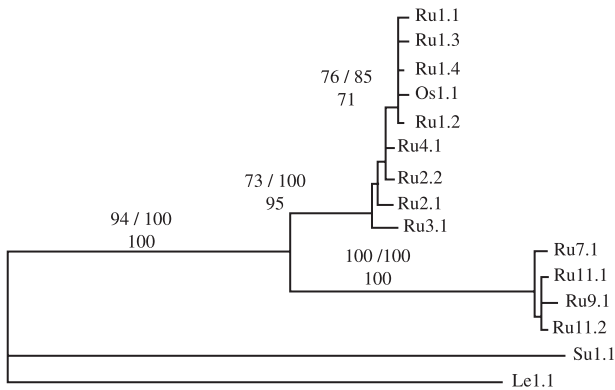 Ru1.1
Ru1.3
76 / 85
Ru1.4
71
Os1.1
Ru1.2
Ru4.1
73 / 100
Ru2.2
95
Ru2.1
94 / 100
Ru3.1
100
100 /100
Ru7.1
100
Ru11.1
Ru9.1
Ru11.2
Su1.1
Le1.1